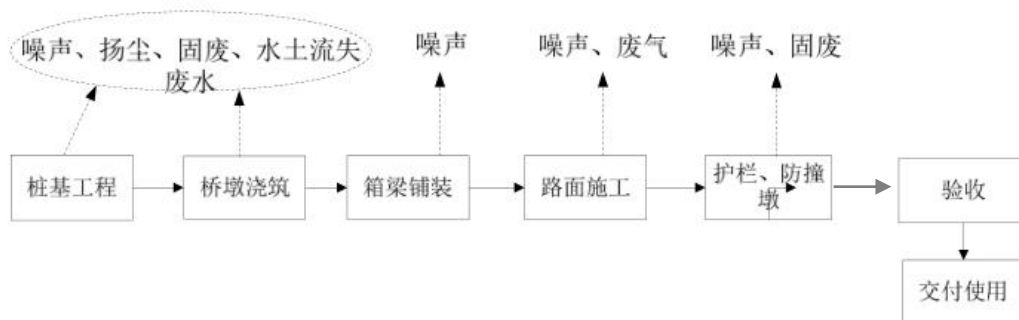 噪声、扬尘、固废、水土流失
废水
噪声
噪声、废气
噪声、固废
桩基工程
桥墩浇筑
箱梁铺装
路面施工
护栏、防撞
墩
验收
交付使用